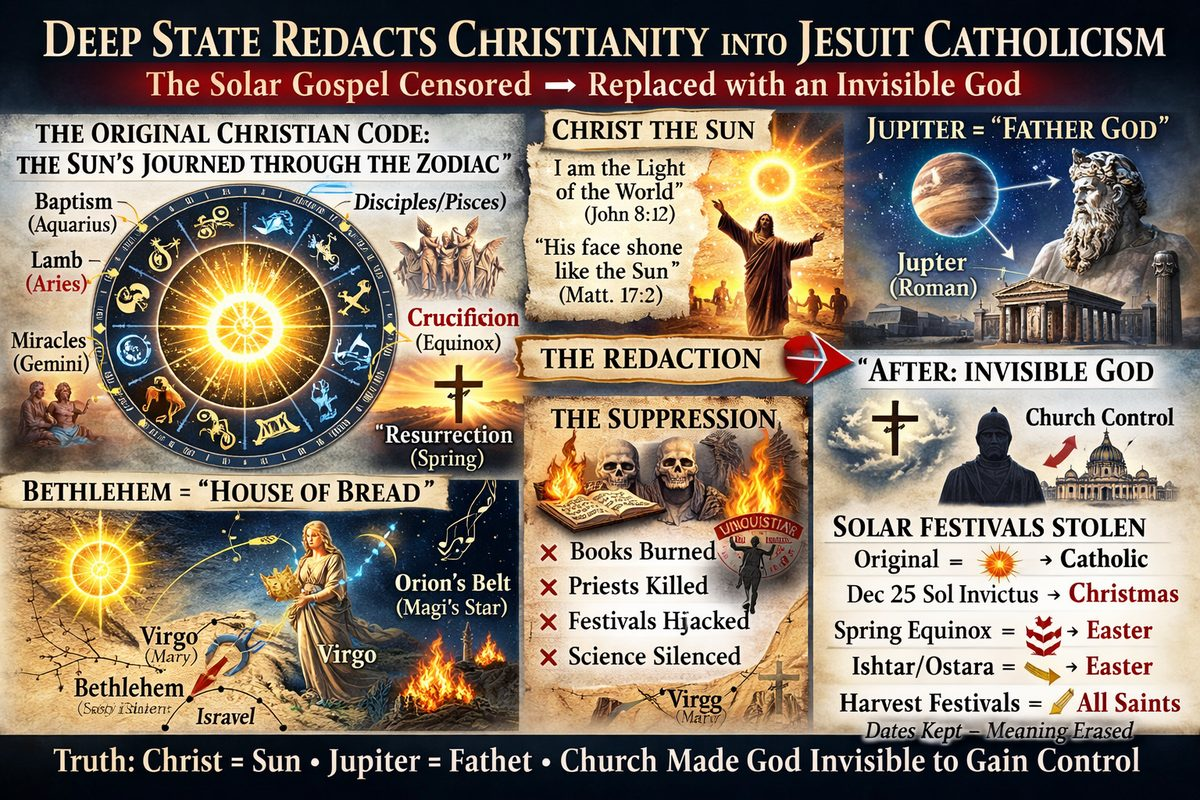 DEEP STATE REDACTS CHRISTIANITY INTO JESUIT CATHOLICISM
The Solar Gospel Censored ➞ Replaced with an Invisible God
THE ORIGINAL CHRISTIAN CODE:
THE SUN'S JOURNED THROUGH THE ZODIAC"
Baptism
(Aquarius)
Disciples/Pisces)
Lamb –
(Aries)
Miracles
(Gemini)
Crucificion
(Equinox)
"Resurrection
(Spring)
CHRIST THE SUN
I am the Light
of the World"
(John 8:12)
"His face shone
like the Sun"
(Matt. 17:2)
JUPITER = "FATHER GOD"
Jupter
(Roman)
THE REDACTION
BETHLEHEM = "HOUSE OF BREAD"
Orion's Belt
(Magi's Star)
Virgo
(Mary)
Virgo
Bethlehem
Isravel
THE SUPPRESSION
UNQUISTIAR
✕ Books Burned
✕ Priests Killed
✕ Festivals Hijacked
✕ Science Silenced
Virgg
(Mary)
"AFTER: INVISIBLE GOD
Church Control
SOLAR FESTIVALS STOLEN
Original = → Catholic
Dec 25 Sol Invictus → Christmas
Spring Equinox = → Easter
Ishtar/Ostara = → Easter
Harvest Festivals = All Saints
Dates Kept – Meaning Erased
Truth: Christ = Sun • Jupiter = Fathet • Church Made God Invisible to Gain Control